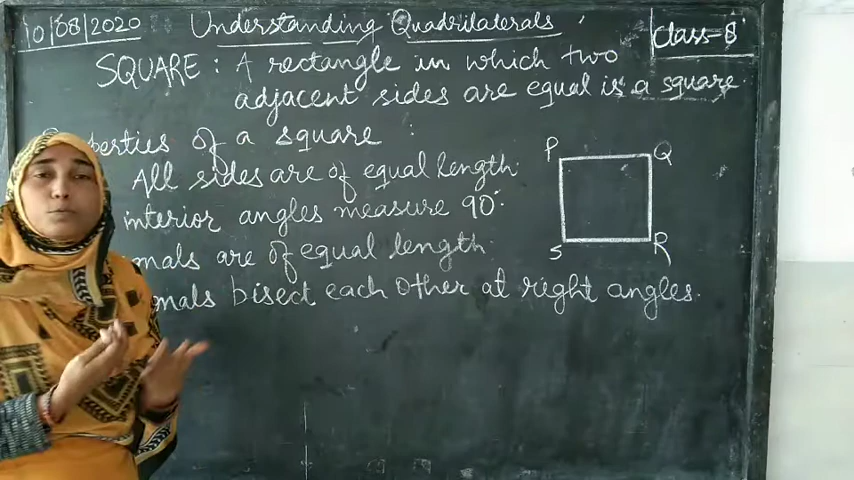 10/08/2020 Understanding Quadrilaterals Class-8
SQUARE : A rectangle in which two
adjacent sides are equal is a square.
perties of a square :
All sides are of equal length.
interior angles measure 90°.
nals are of equal length.
nals bisect each other at right angles.
P Q
S R